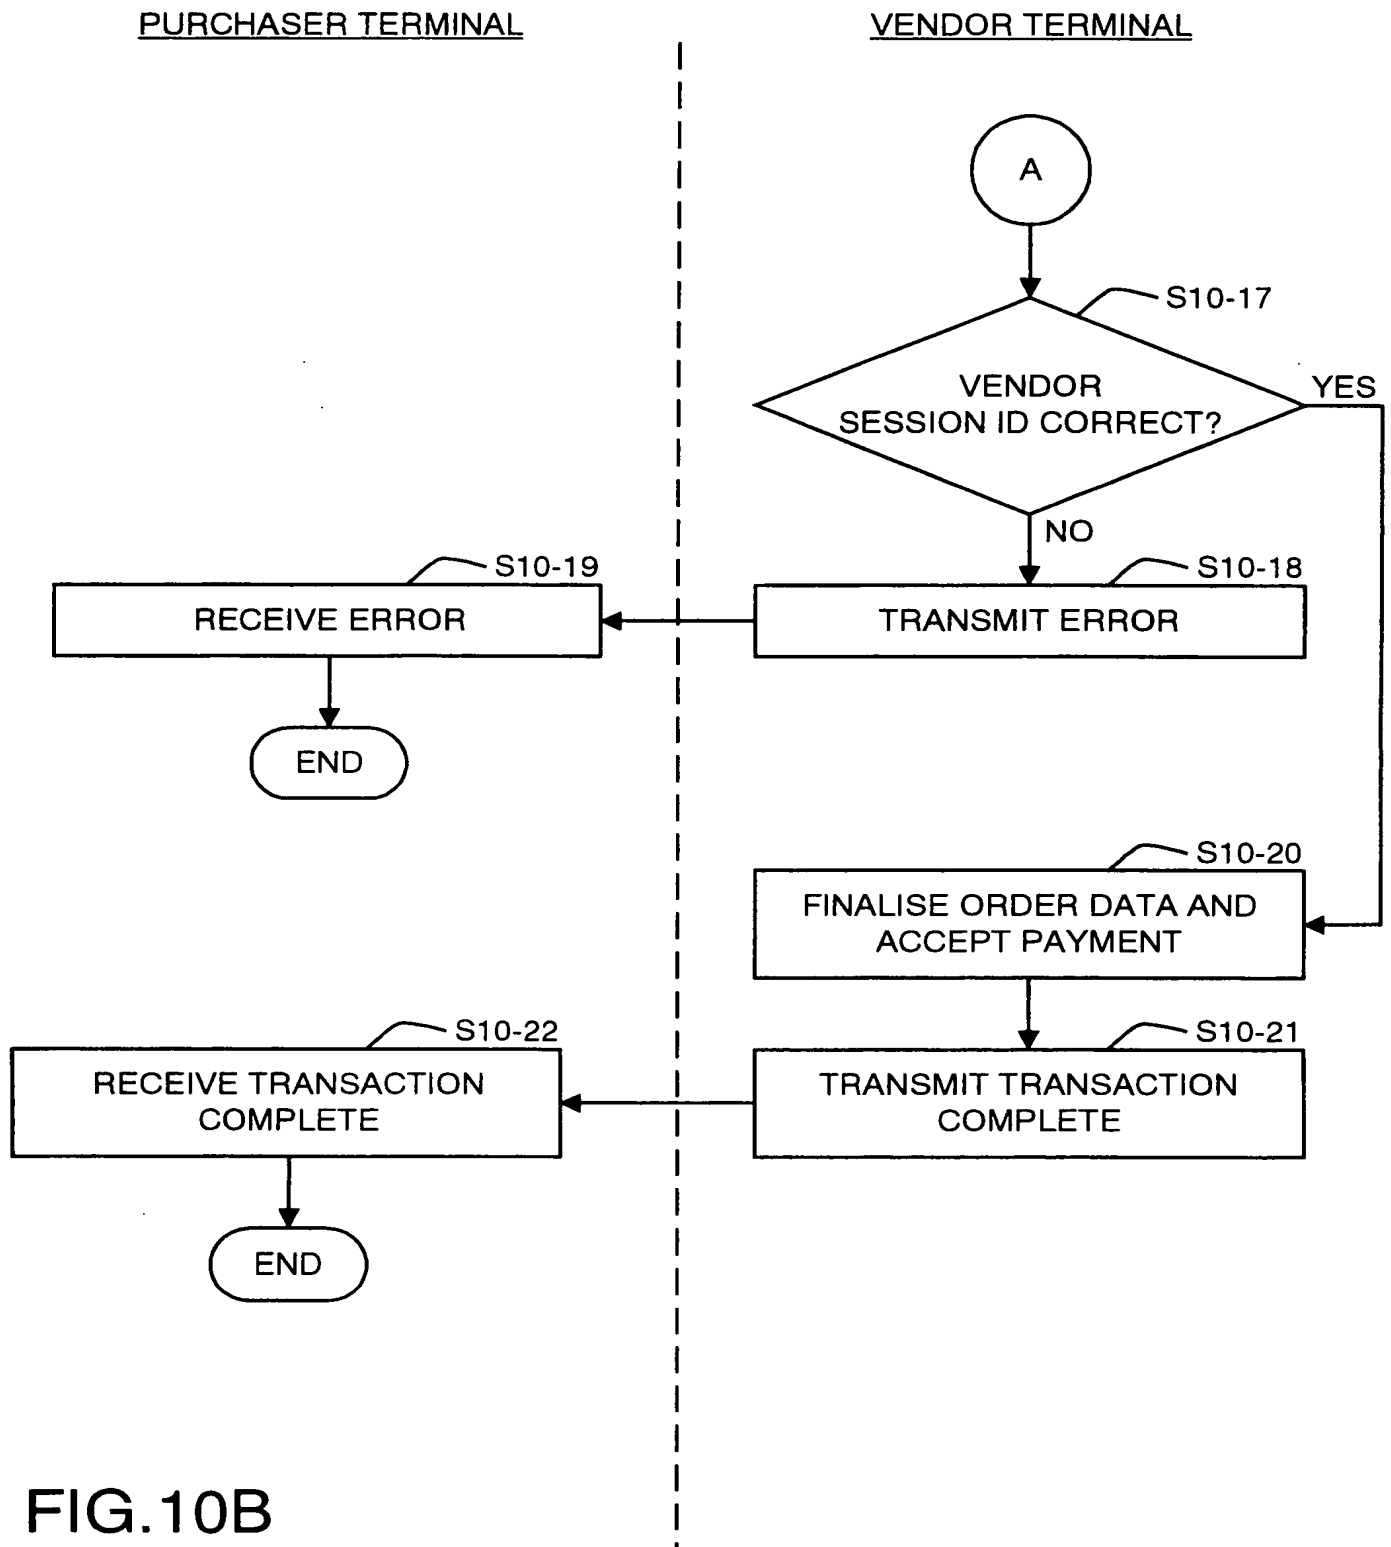 PURCHASER TERMINAL
VENDOR TERMINAL
A
S10-17
VENDOR
SESSION ID CORRECT?
YES
NO
S10-19
RECEIVE ERROR
S10-18
TRANSMIT ERROR
END
S10-20
FINALISE ORDER DATA AND
ACCEPT PAYMENT
S10-22
RECEIVE TRANSACTION
COMPLETE
S10-21
TRANSMIT TRANSACTION
COMPLETE
END
FIG.10B